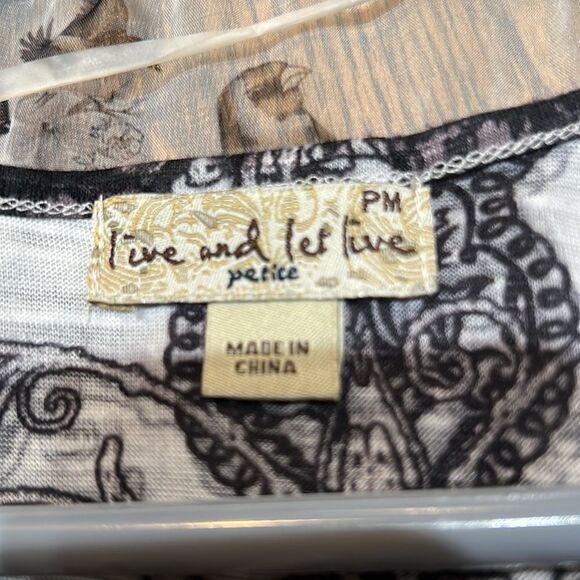 PM
live and let live
petite
MADE IN
CHINA